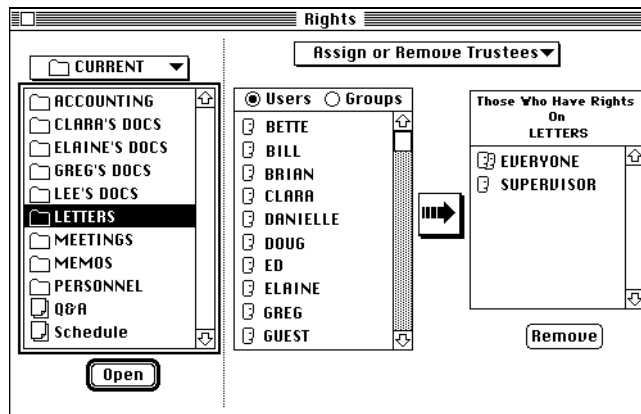 Rights
Assign or Remove Trustees
CURRENT
ACCOUNTING
CLARA'S DOCS
ELAINE'S DOCS
GREG'S DOCS
LEE'S DOCS
LETTERS
MEETINGS
MEMOS
PERSONNEL
Q&A
Schedule
Open
Users Groups
BETTE
BILL
BRIAN
CLARA
DANIELLE
DOUG
ED
ELAINE
GREG
GUEST
Those Who Have Rights
On
LETTERS
EVERYONE
SUPERVISOR
Remove